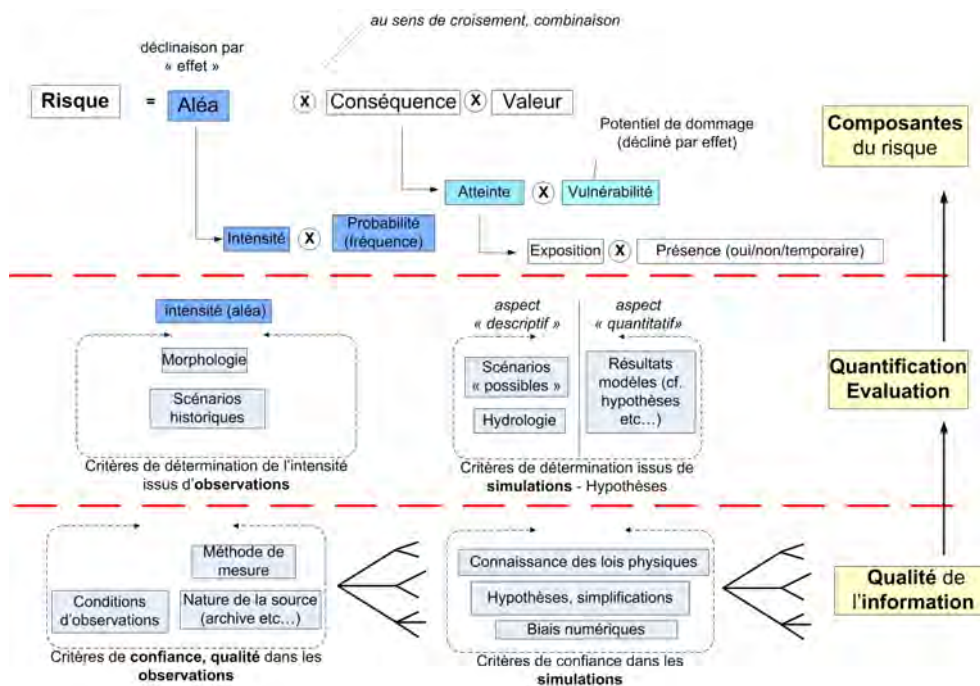 au sens de croisement, combinaison
déclinaison par
« effet »
Risque
=
Aléa
X
Conséquence
X
Valeur
Potentiel de dommage
(décliné par effet)
Composantes
du risque
Atteinte
X
Vulnérabilité
Intensité
X
Probabilité
(fréquence)
Exposition
X
Présence (oui/non/temporaire)
Intensité (aléa)
Morphologie
Scénarios
historiques
Critères de détermination de l'intensité
issus d'observations
aspect
« descriptif »
aspect
« quantitatif»
Scénarios
« possibles »
Hydrologie
Résultats
modèles (cf.
hypothèses
etc…)
Critères de détermination issus de
simulations - Hypothèses
Quantification
Evaluation
Méthode de
mesure
Conditions
d'observations
Nature de la source
(archive etc…)
Critères de confiance, qualité dans les
observations
Connaissance des lois physiques
Hypothèses, simplifications
Biais numériques
Critères de confiance dans les
simulations
Qualité de
l'information